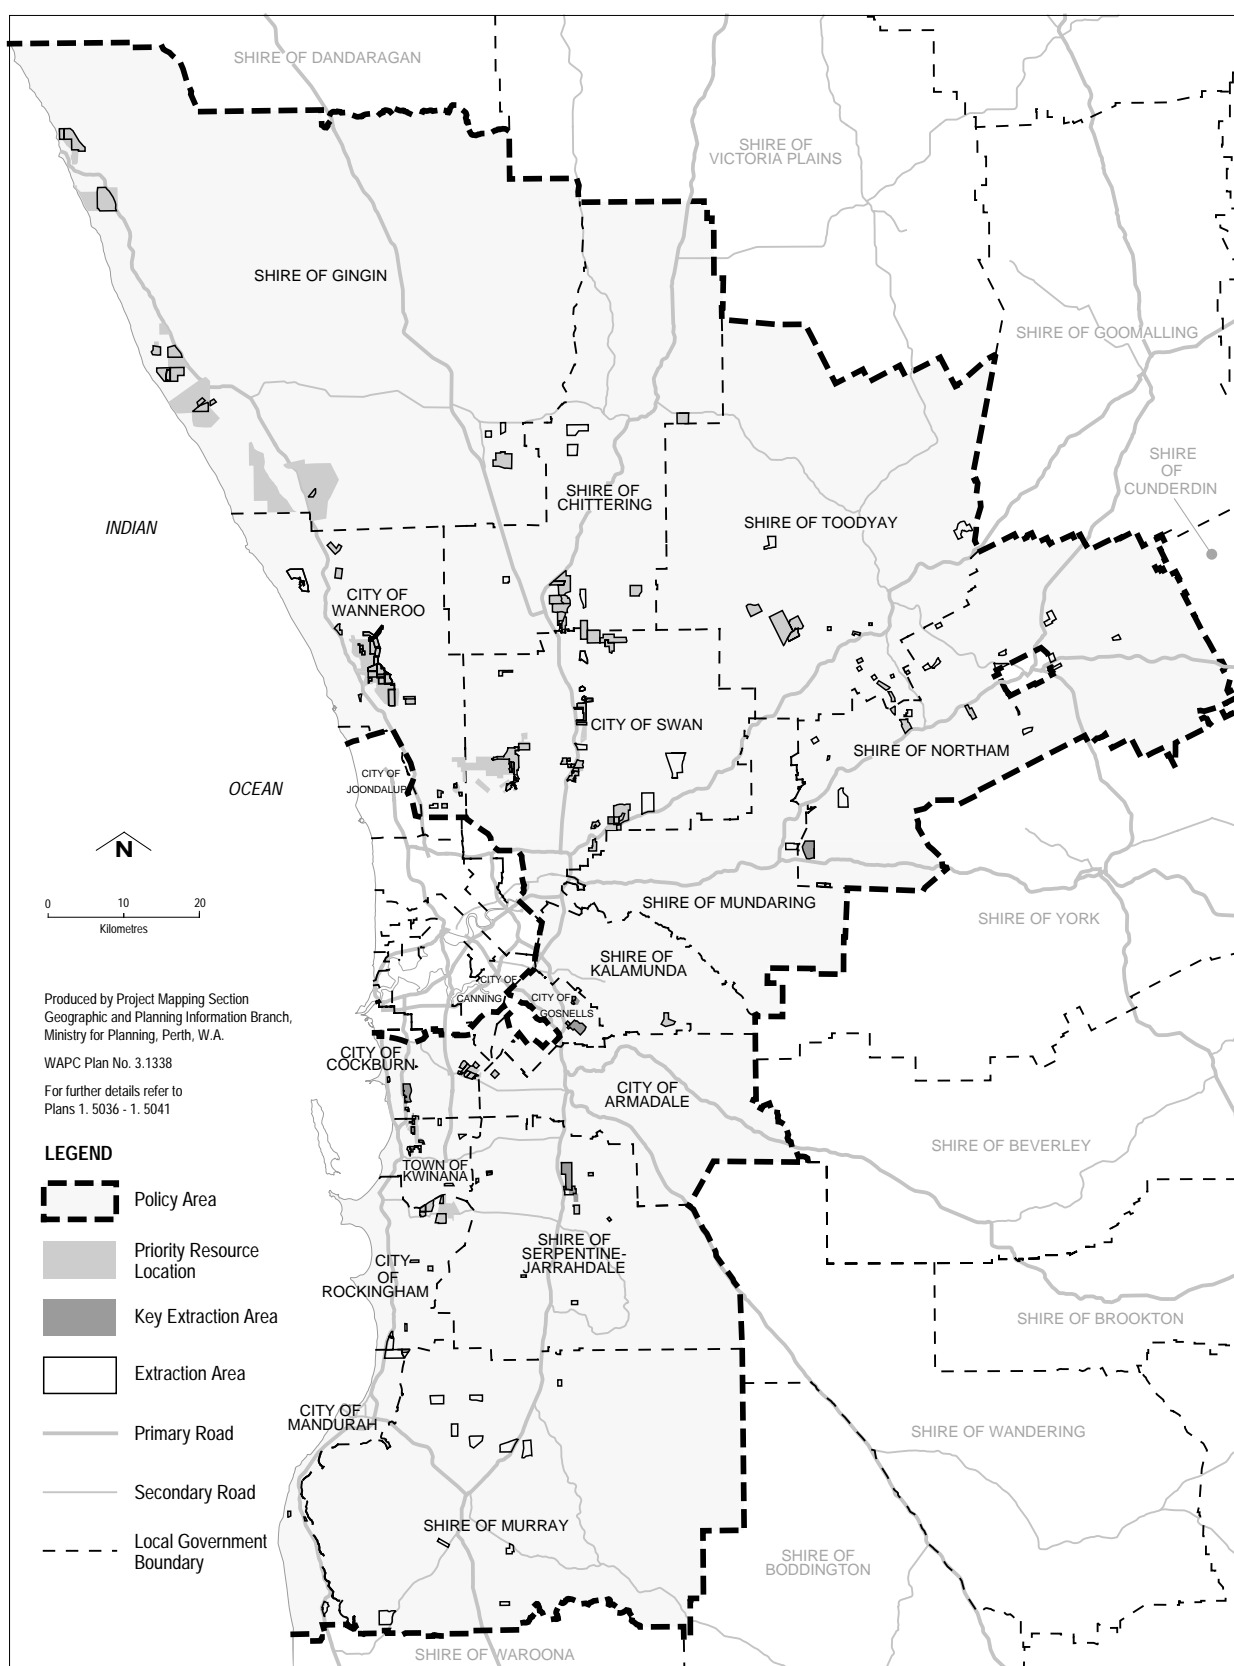 SHIRE OF DANDARAGAN
SHIRE OF
VICTORIA PLAINS
SHIRE OF GINGIN
SHIRE OF GOOMALLING
SHIRE
OF
CUNDERDIN
SHIRE OF
CHITTERING
SHIRE OF TOODYAY
INDIAN
CITY OF
WANNEROO
CITY OF SWAN
SHIRE OF NORTHAM
CITY OF
JOONDALUP
OCEAN
N
0 10 20
Kilometres
SHIRE OF MUNDARING
SHIRE OF YORK
SHIRE OF
KALAMUNDA
CITY OF
CANNING
CITY OF
GOSNELLS
Produced by Project Mapping Section
Geographic and Planning Information Branch,
Ministry for Planning, Perth, W.A.
WAPC Plan No. 3.1338
For further details refer to
Plans 1. 5036 - 1. 5041
CITY OF
COCKBURN
CITY OF
ARMADALE
SHIRE OF BEVERLEY
TOWN OF
KWINANA
SHIRE OF
SERPENTINE-
JARRAHDALE
CITY
OF
ROCKINGHAM
SHIRE OF BROOKTON
CITY OF
MANDURAH
SHIRE OF WANDERING
SHIRE OF MURRAY
SHIRE OF
BODDINGTON
SHIRE OF WAROONA
LEGEND
Policy Area
Priority Resource
Location
Key Extraction Area
Extraction Area
Primary Road
Secondary Road
Local Government
Boundary